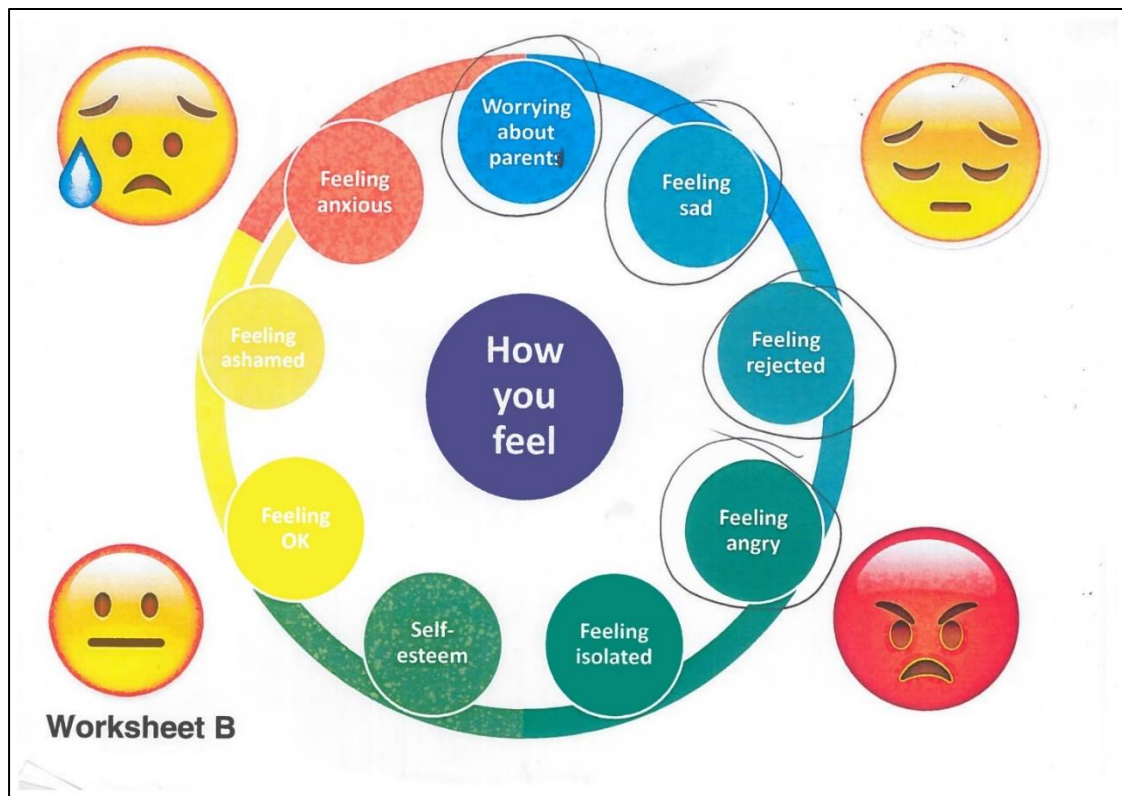 Worrying
about
parents
Feeling
sad
Feeling
rejected
Feeling
angry
Feeling
isolated
Self-
esteem
Feeling
OK
Feeling
ashamed
Feeling
anxious
How
you
feel
Worksheet B